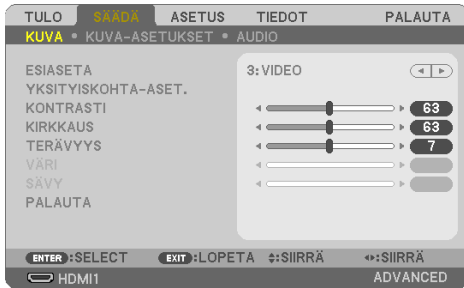 TULO SÄÄDÄ ASETUS TIEDOT PALAUTA
KUVA • KUVA-ASETUKSET • AUDIO
ESIASETA 3:VIDEO
YKSITYISKOHTA-ASET.
KONTRASTI 63
KIRKKAUS 63
TERÄVYYS 7
VÄRI
SÄVY
PALAUTA
ENTER:SELECT EXIT:LOPETA :SIIRRÄ :SIIRRÄ
HDMI1 ADVANCED